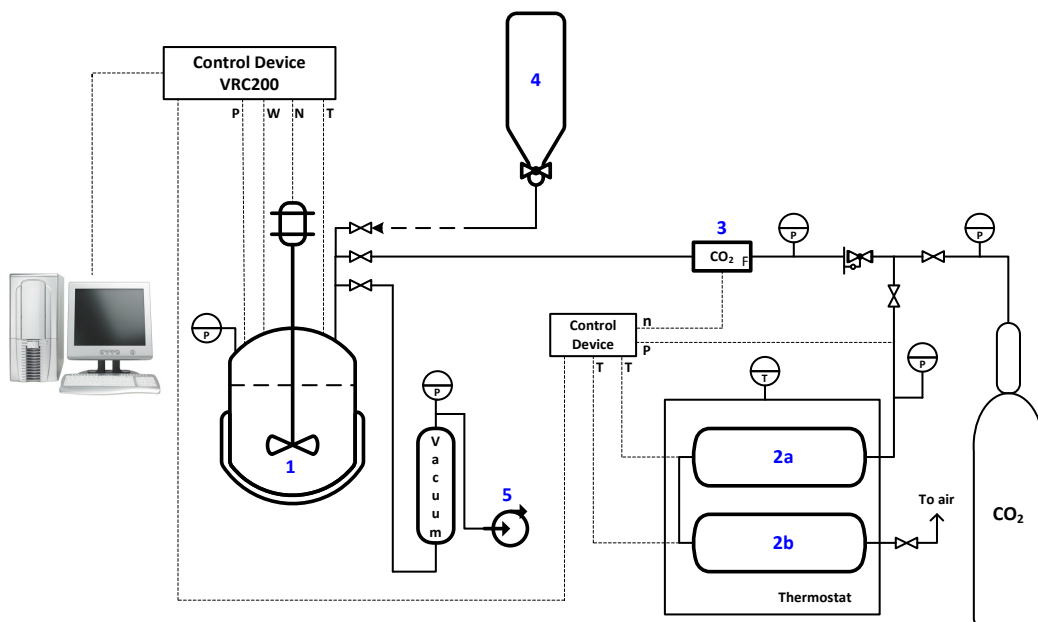 Control Device
VRC200
P W N T
4
3
CO₂ F
P
P
P
n
P
T T
Control
Device
T
P
P
1
2a
2b
V
a
c
u
u
m
5
To air
CO₂
Thermostat